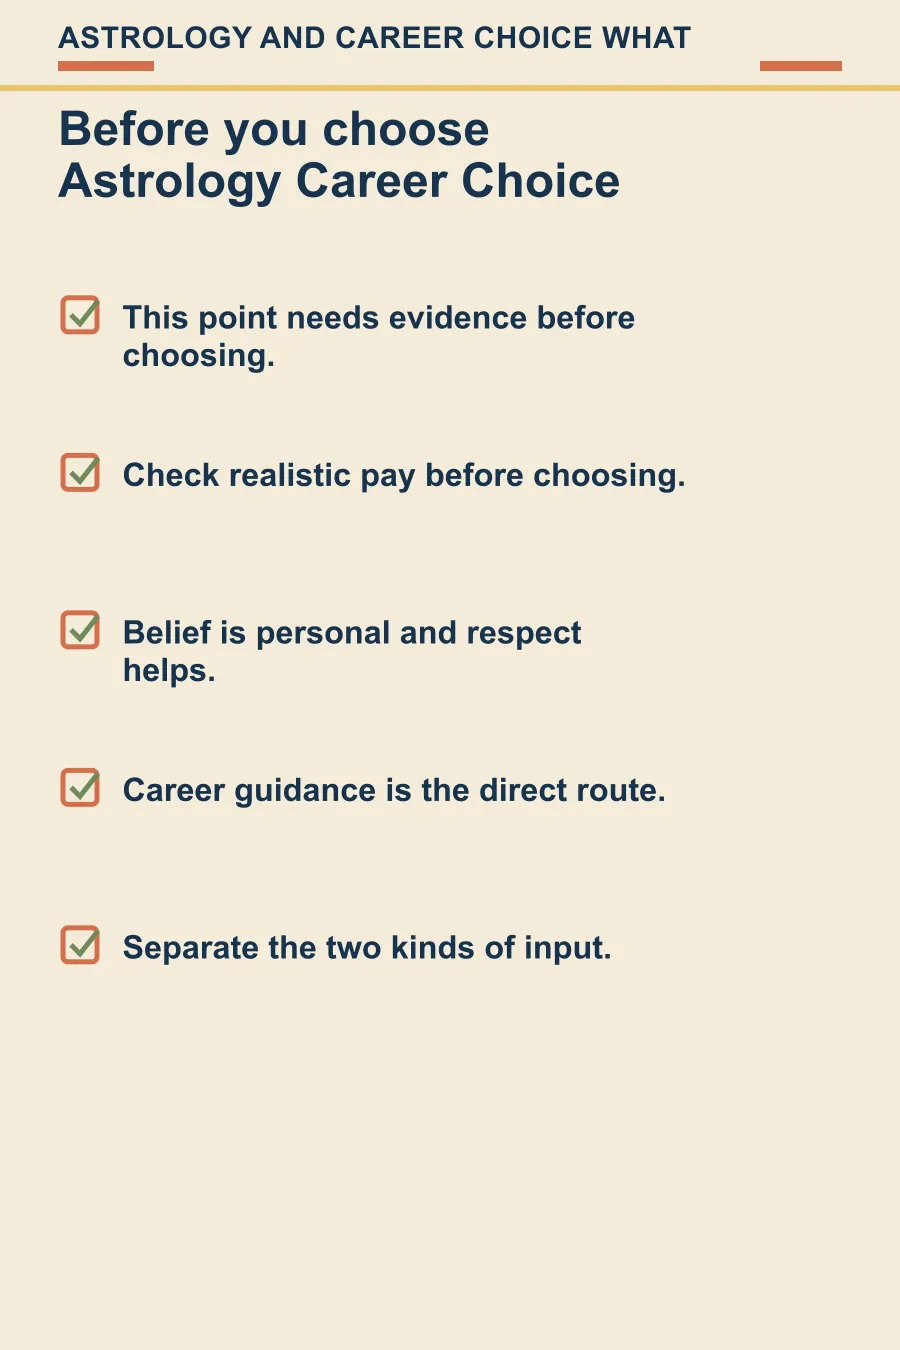 ASTROLOGY AND CAREER CHOICE WHAT
Before you choose
Astrology Career Choice
This point needs evidence before
choosing.
Check realistic pay before choosing.
Belief is personal and respect
helps.
Career guidance is the direct route.
Separate the two kinds of input.